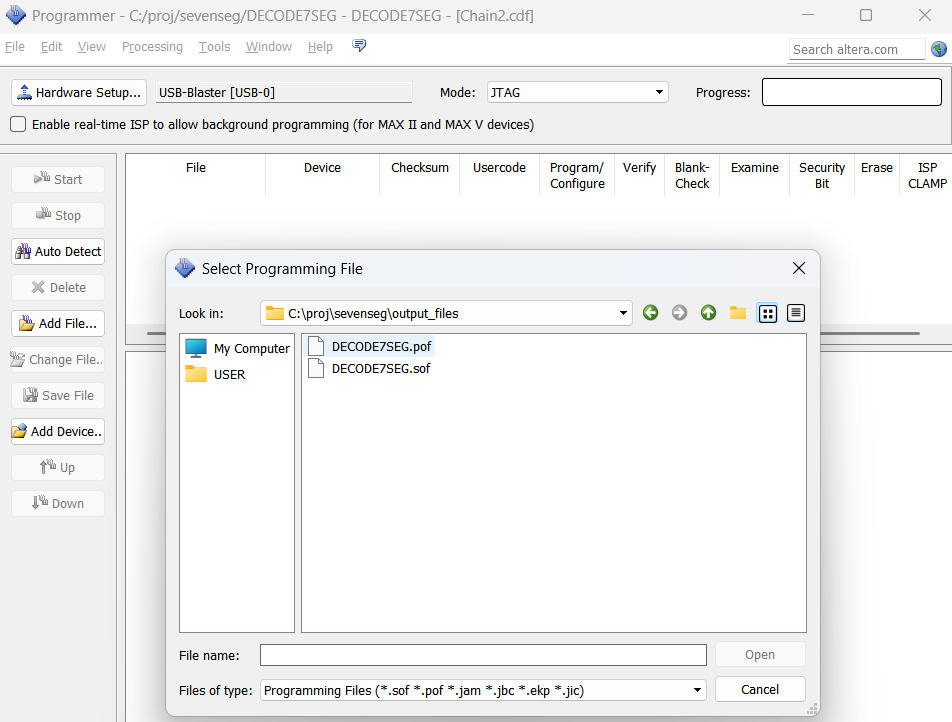 Programmer - C:/proj/sevenseg/DECODE7SEG - DECODE7SEG - [Chain2.cdf]
File Edit View Processing Tools Window Help
Search altera.com
Hardware Setup... USB-Blaster [USB-0] Mode: JTAG Progress:
Enable real-time ISP to allow background programming (for MAX II and MAX V devices)
Start
Stop
Auto Detect
Delete
Add File...
Change File..
Save File
Add Device..
Up
Down
File Device Checksum Usercode Program/ Verify Blank- Examine Security Erase ISP
Configure Check Bit CLAMP
Select Programming File
Look in: C:\proj\sevenseg\output_files
My Computer
USER
DECODE7SEG.pof
DECODE7SEG.sof
File name: Open
Files of type: Programming Files (*.sof *.pof *.jam *.jbc *.ekp *.jic) Cancel